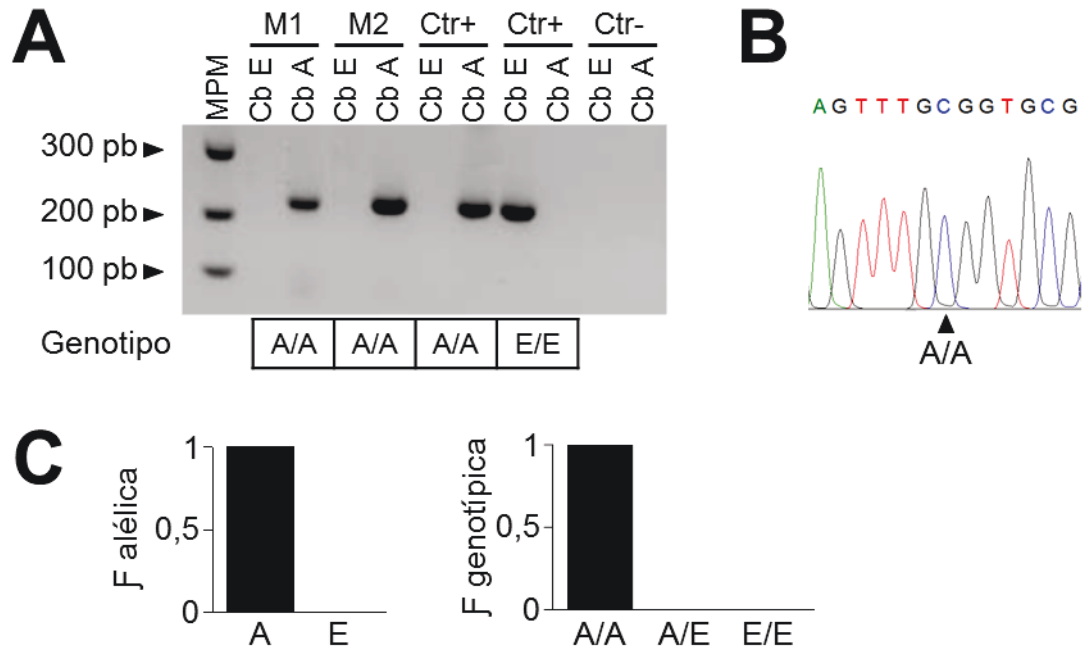 A
M1 M2 Ctr+ Ctr+ Ctr-
MPM Cb E Cb A Cb E Cb A Cb E Cb A Cb E Cb A Cb E Cb A
300 pb
200 pb
100 pb
Genotipo A/A A/A A/A E/E
B
A G T T T G C G G T G C G
A/A
C
Ƒ alélica
1
0,5
0
A E
Ƒ genotípica
1
0,5
0
A/A A/E E/E